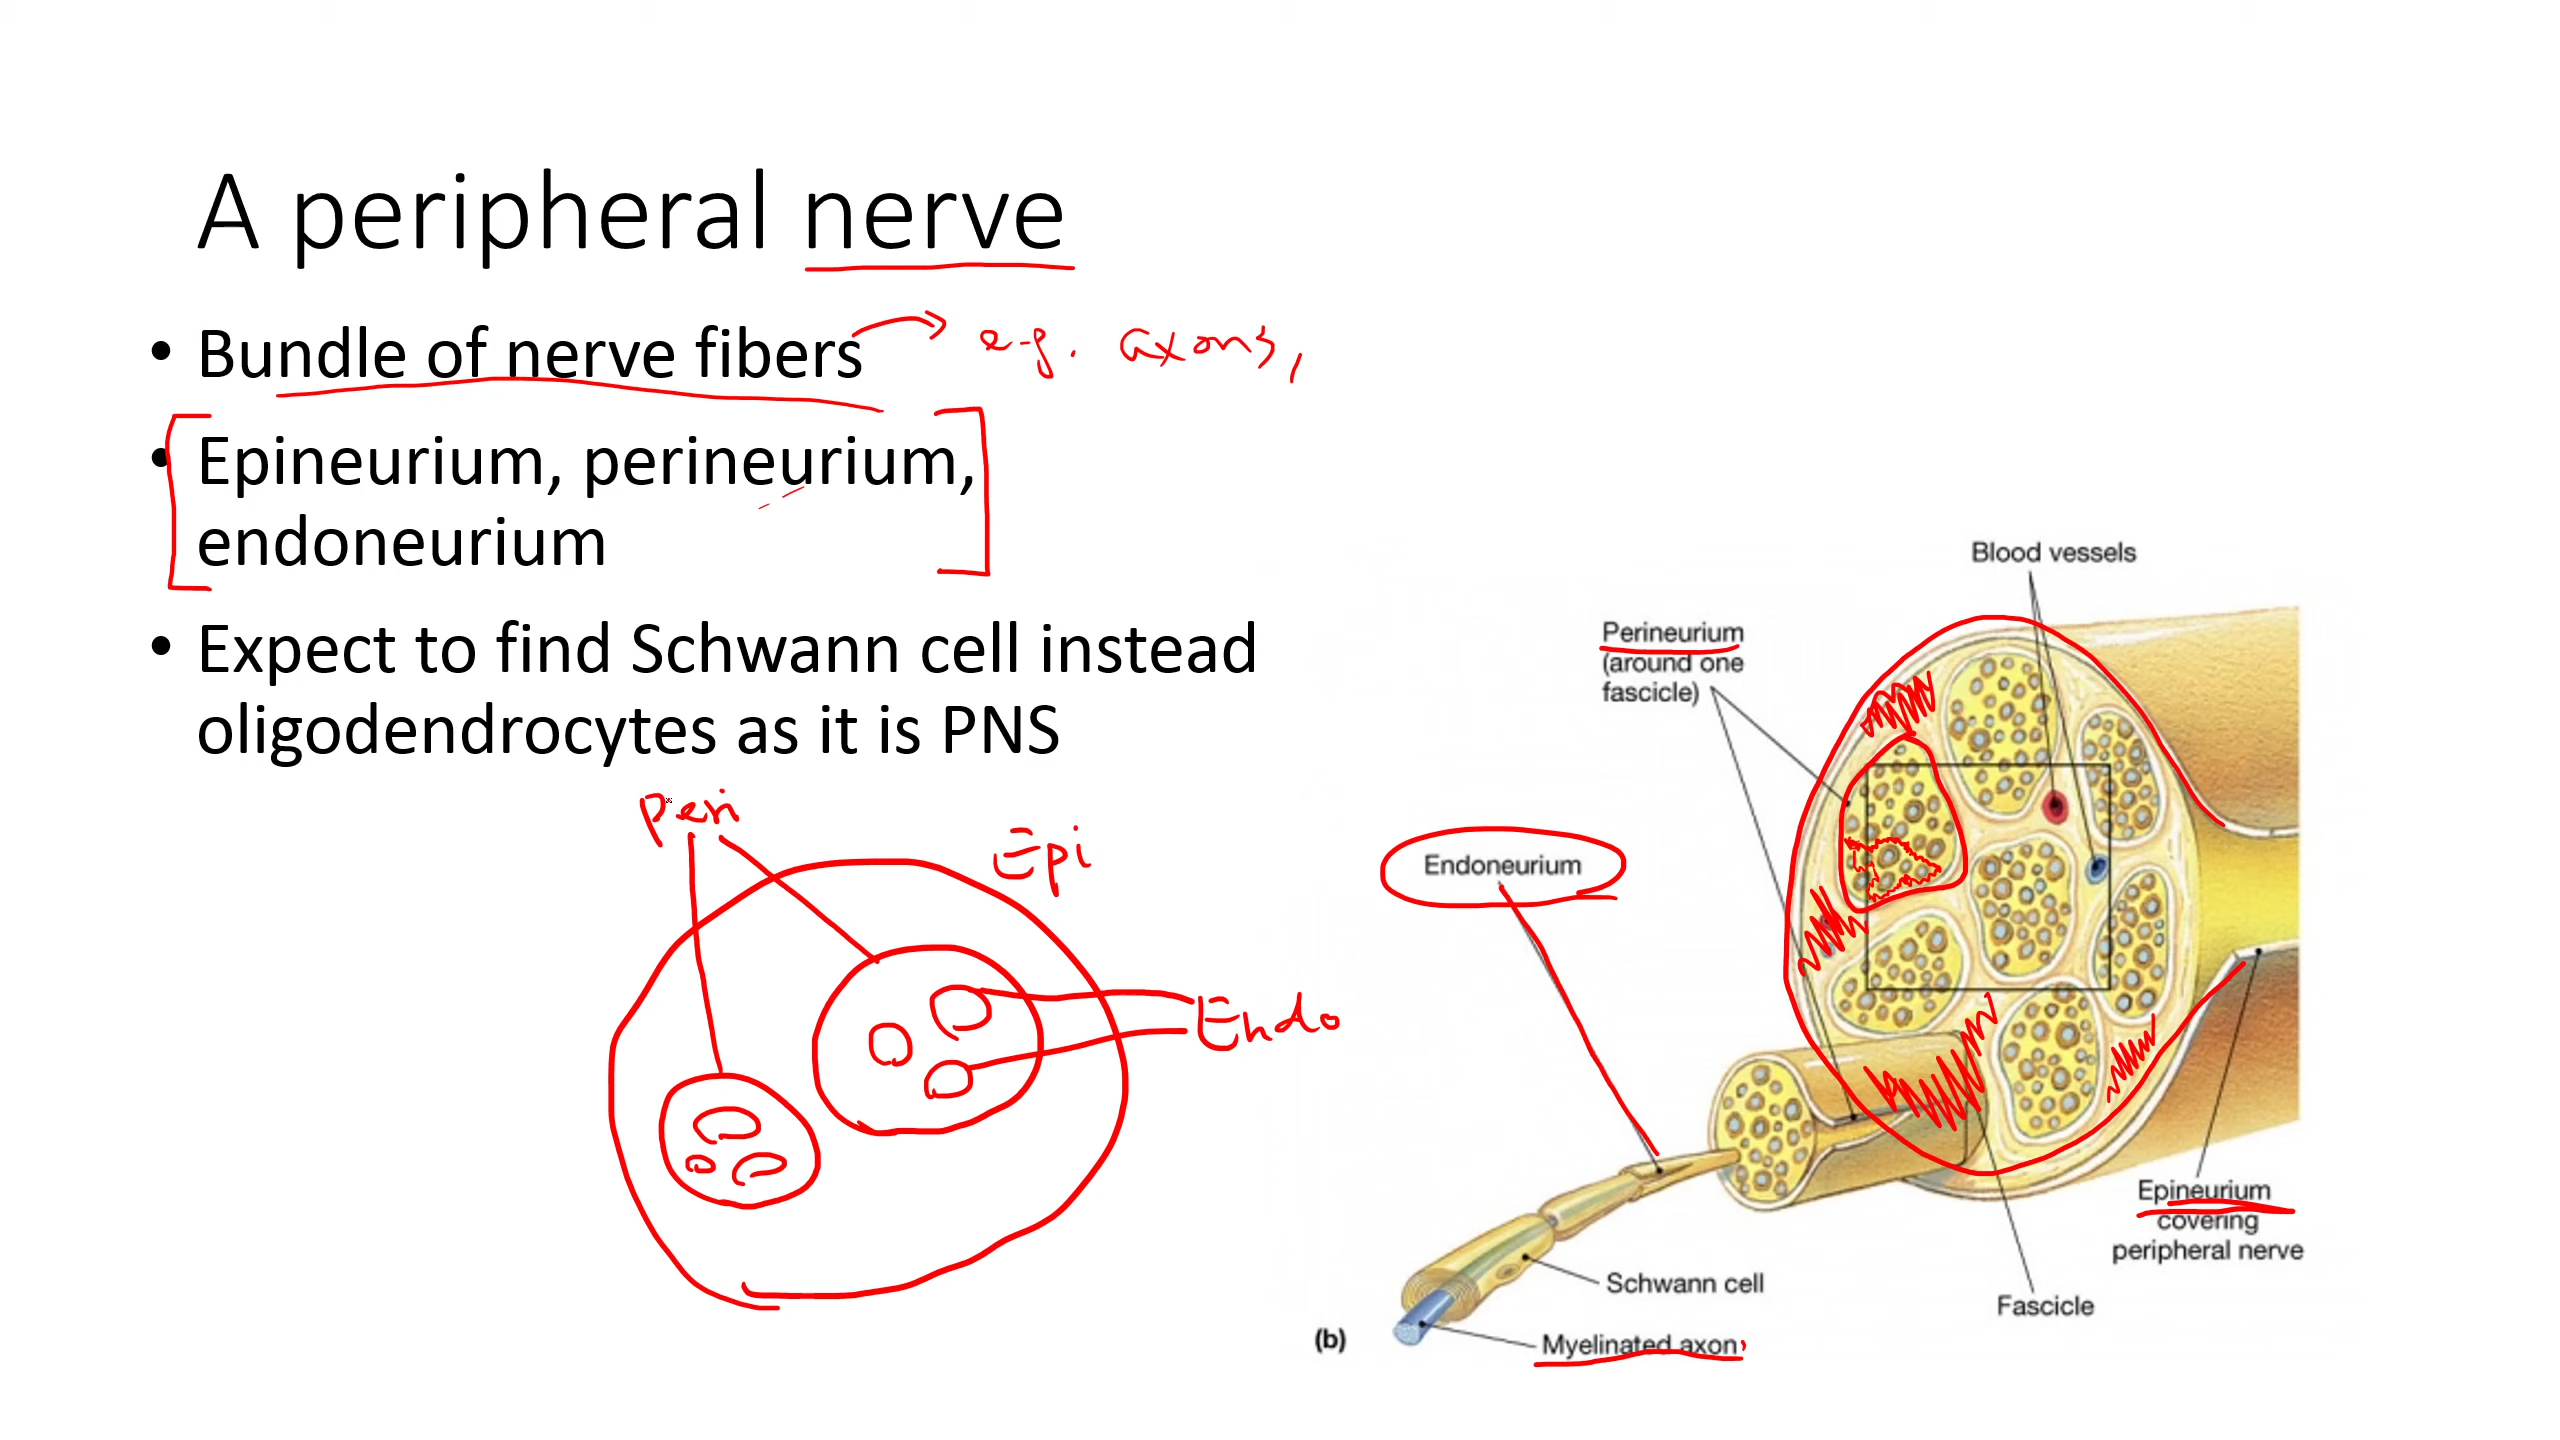 A peripheral nerve
• Bundle of nerve fibers
e.g. axons,
• Epineurium, perineurium,
endoneurium
• Expect to find Schwann cell instead
oligodendrocytes as it is PNS
Peri
Epi
Endo
Blood vessels
Perineurium
(around one
fascicle)
Endoneurium
Epineurium
covering
peripheral nerve
Schwann cell
Fascicle
(b)
Myelinated axon